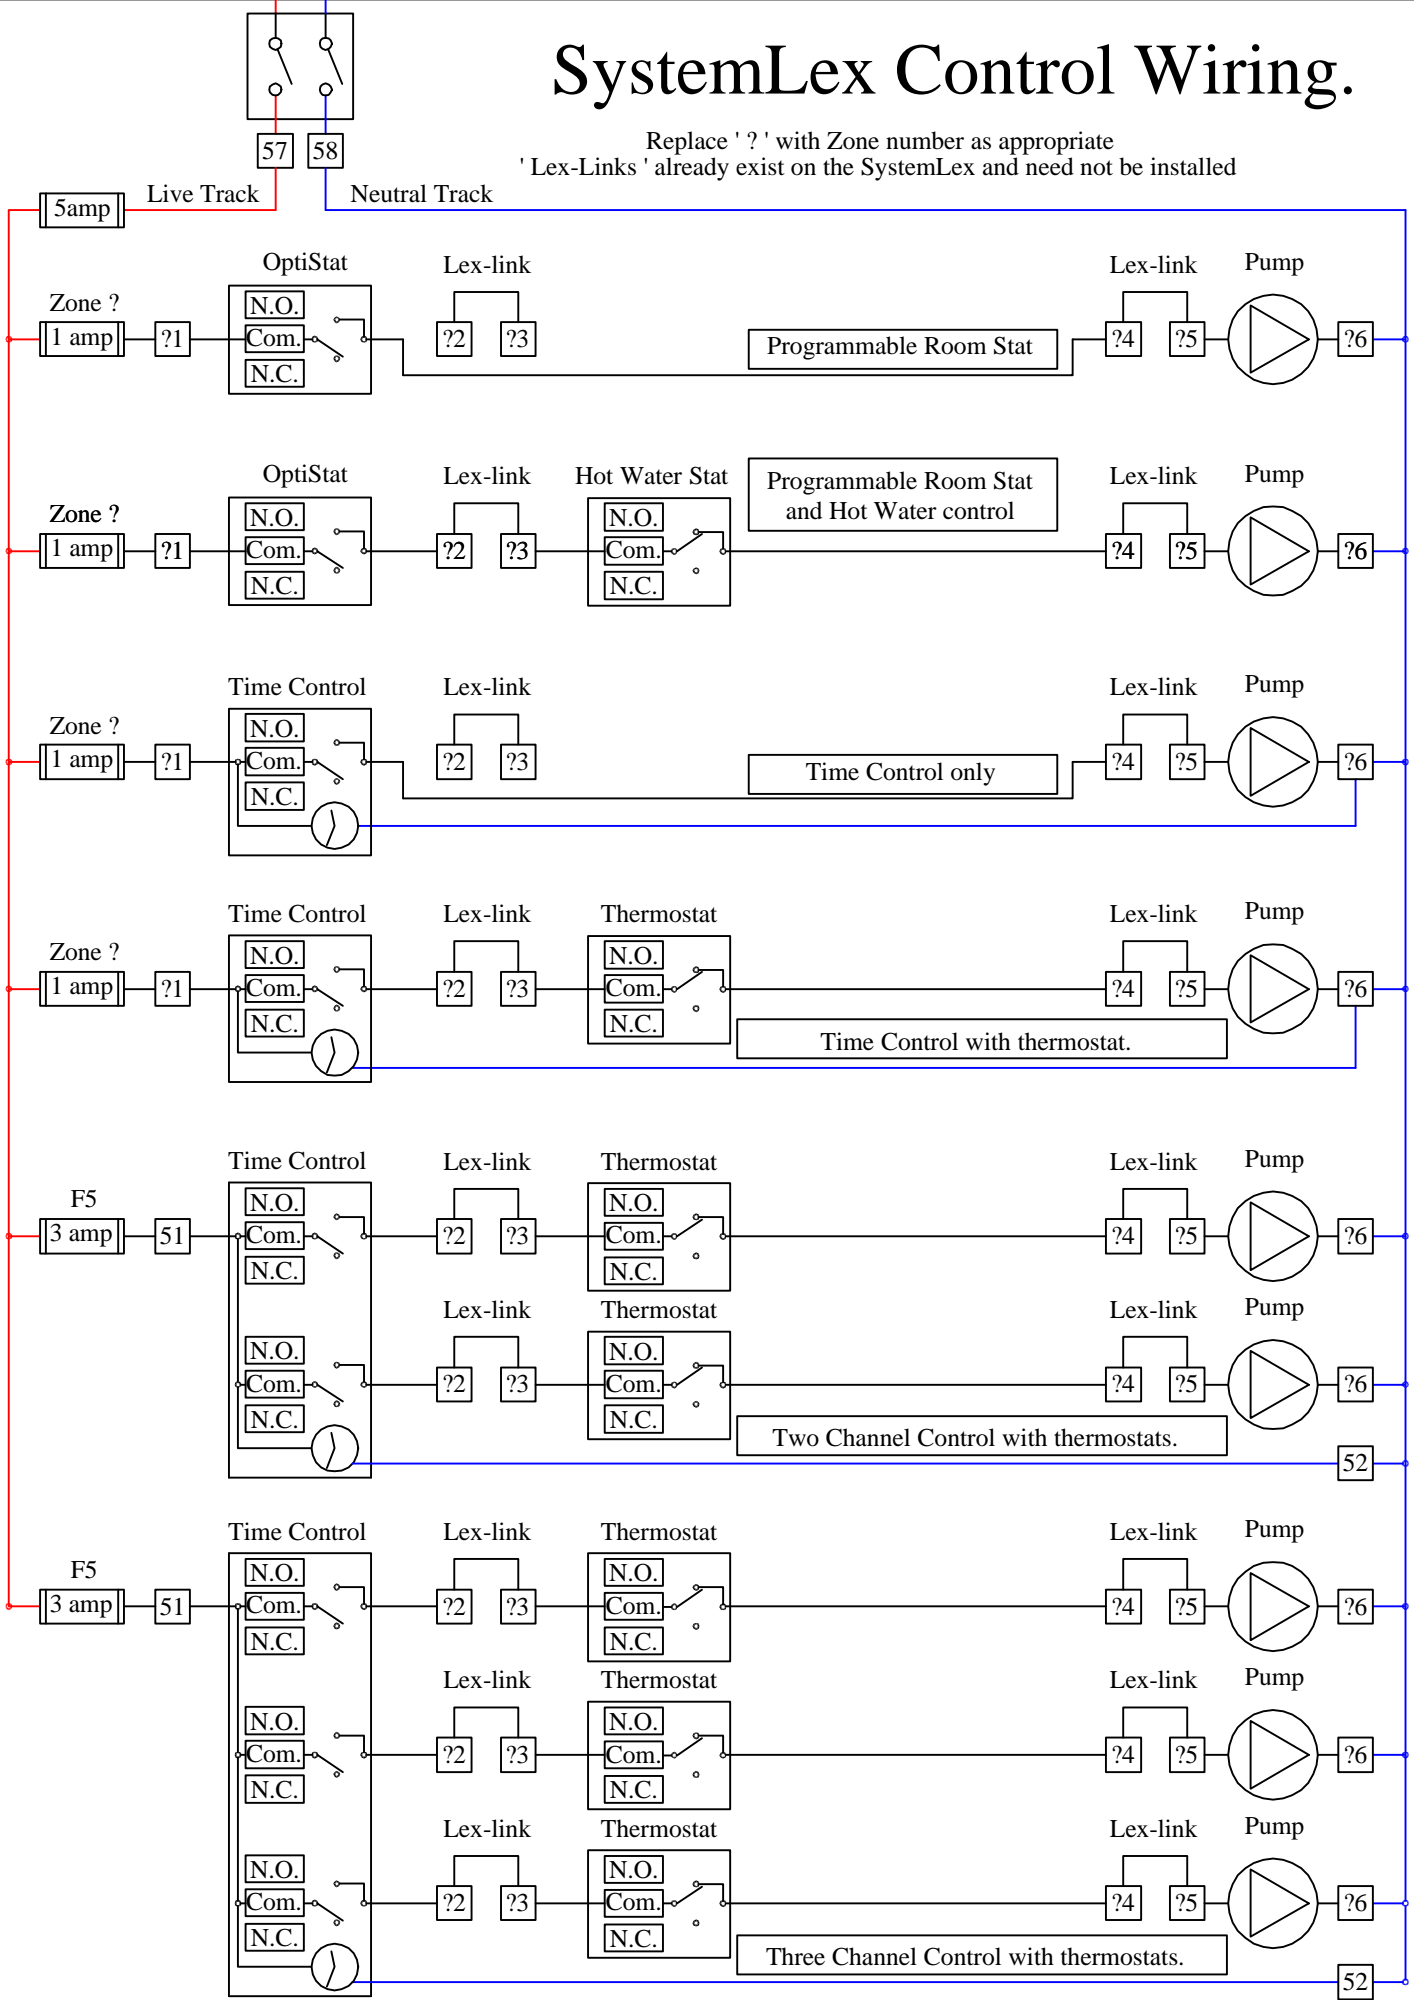 SystemLex Control Wiring.
Replace ' ? ' with Zone number as appropriate
' Lex-Links ' already exist on the SystemLex and need not be installed
57 58
5amp Live Track Neutral Track
OptiStat Lex-link Lex-link Pump
Zone ? N.O.
1 amp ?1 Com. ?2 ?3 Programmable Room Stat ?4 ?5 ?6
N.C.
OptiStat Lex-link Hot Water Stat Programmable Room Stat Lex-link Pump
Zone ? N.O. N.O. and Hot Water control
1 amp ?1 Com. ?2 ?3 Com. ?4 ?5 ?6
N.C. N.C.
Time Control Lex-link Lex-link Pump
Zone ? N.O.
1 amp ?1 Com. ?2 ?3 Time Control only ?4 ?5 ?6
N.C.
Time Control Lex-link Thermostat Lex-link Pump
Zone ? N.O. N.O.
1 amp ?1 Com. ?2 ?3 Com. ?4 ?5 ?6
N.C. N.C.
Time Control with thermostat.
Time Control Lex-link Thermostat Lex-link Pump
F5 N.O. N.O.
3 amp 51 Com. ?2 ?3 Com. ?4 ?5 ?6
N.C. N.C.
Lex-link Thermostat Lex-link Pump
N.O. N.O.
Com. ?2 ?3 Com. ?4 ?5 ?6
N.C. N.C.
Two Channel Control with thermostats.
52
Time Control Lex-link Thermostat Lex-link Pump
F5 N.O. N.O.
3 amp 51 Com. ?2 ?3 Com. ?4 ?5 ?6
N.C. N.C.
Lex-link Thermostat Lex-link Pump
N.O. N.O.
Com. ?2 ?3 Com. ?4 ?5 ?6
N.C. N.C.
Lex-link Thermostat Lex-link Pump
N.O. N.O.
Com. ?2 ?3 Com. ?4 ?5 ?6
N.C. N.C.
Three Channel Control with thermostats.
52